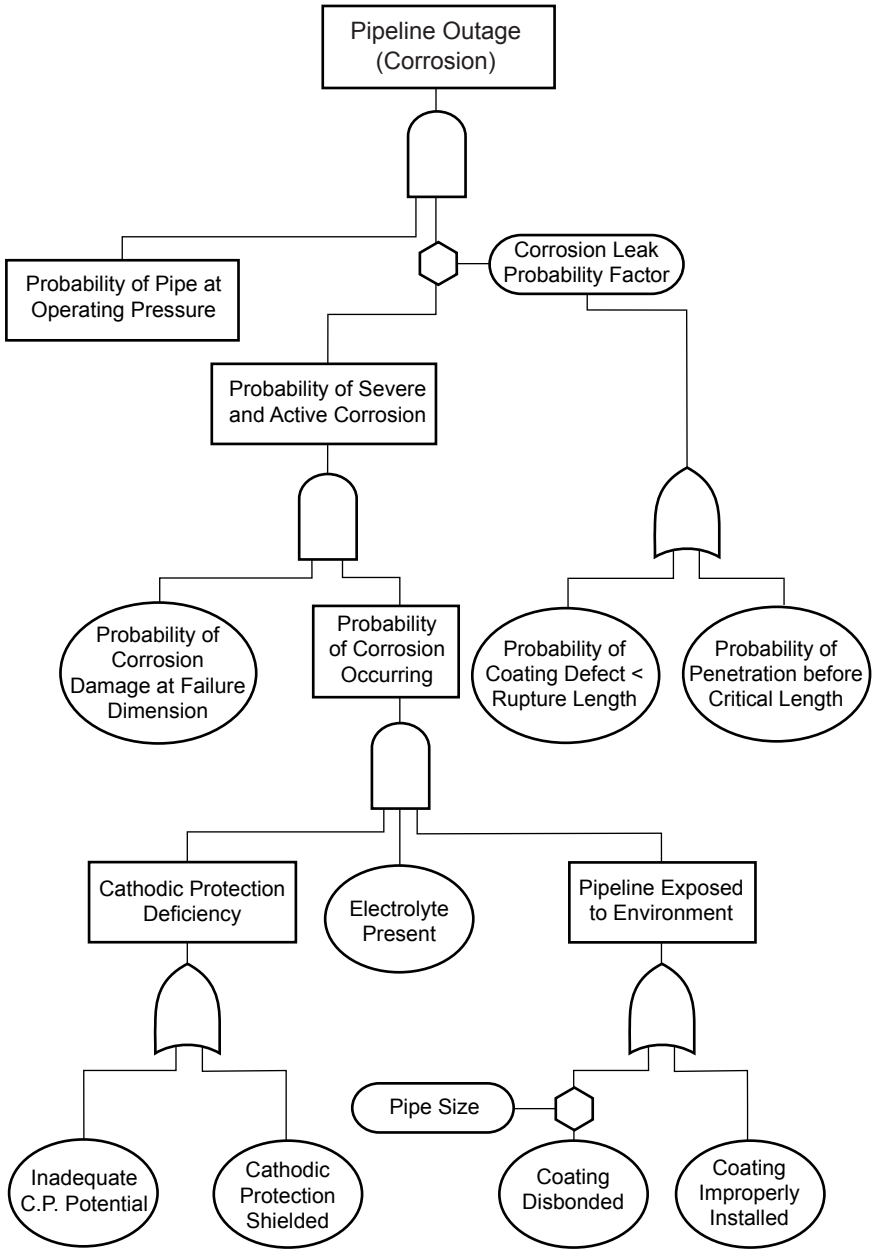 Pipeline Outage
(Corrosion)
Corrosion Leak
Probability Factor
Probability of Pipe at
Operating Pressure
Probability of Severe
and Active Corrosion
Probability of
Corrosion
Damage at Failure
Dimension
Probability
of Corrosion
Occurring
Probability of
Coating Defect <
Rupture Length
Probability of
Penetration before
Critical Length
Cathodic Protection
Deficiency
Electrolyte
Present
Pipeline Exposed
to Environment
Pipe Size
Inadequate
C.P. Potential
Cathodic
Protection
Shielded
Coating
Disbonded
Coating
Improperly
Installed